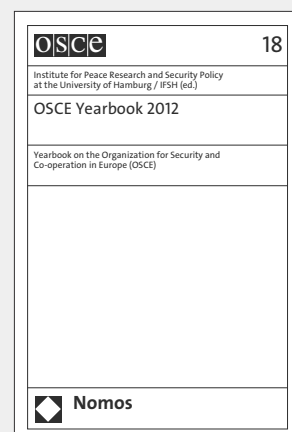 osce 18
Institute for Peace Research and Security Policy
at the University of Hamburg / IFSH (ed.)
OSCE Yearbook 2012
Yearbook on the Organization for Security and
Co-operation in Europe (OSCE)
Nomos